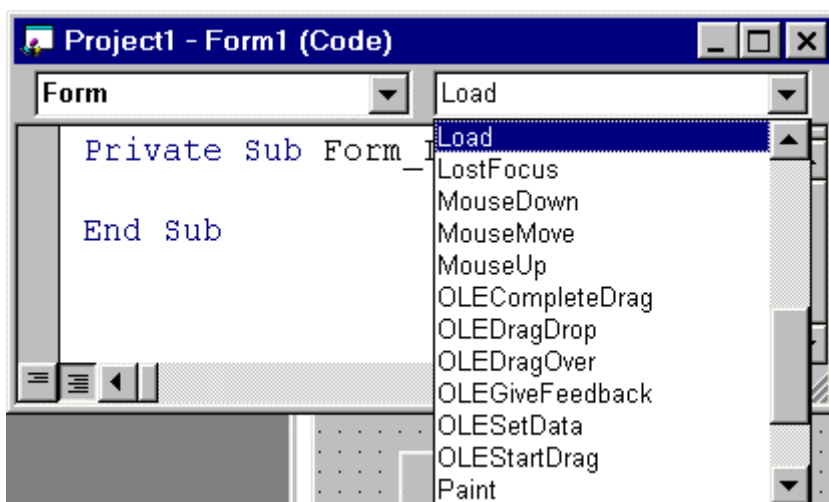 Project1 - Form1 (Code)
Form
Load
Private Sub Form_
End Sub
Load
LostFocus
MouseDown
MouseMove
MouseUp
OLECompleteDrag
OLEDragDrop
OLEDragOver
OLEGiveFeedback
OLESetData
OLEStartDrag
Paint